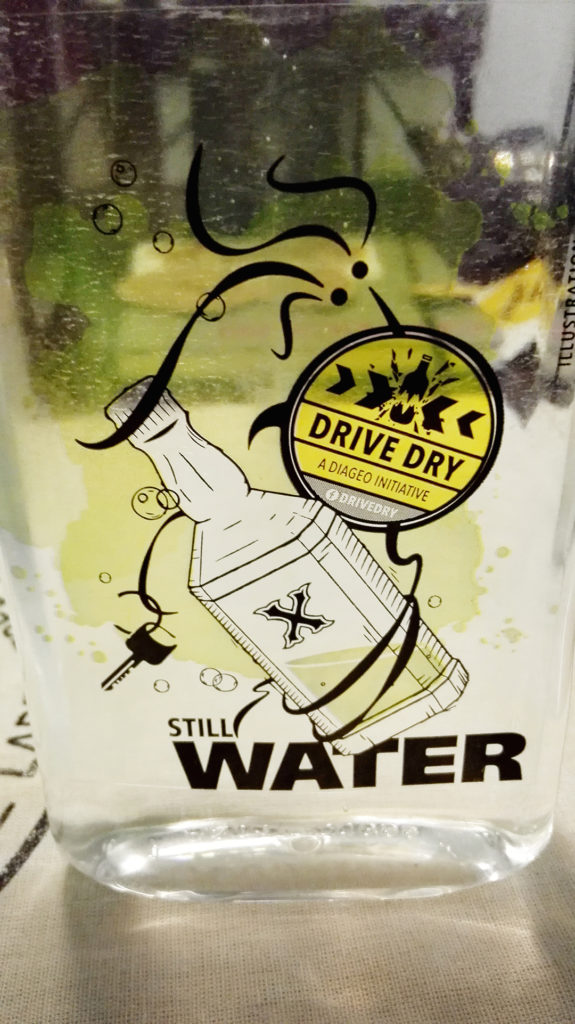 ILLUSTRATION
DRIVE DRY
A DIAGEO INITIATIVE
f DRIVEDRY
X
STILL
WATER